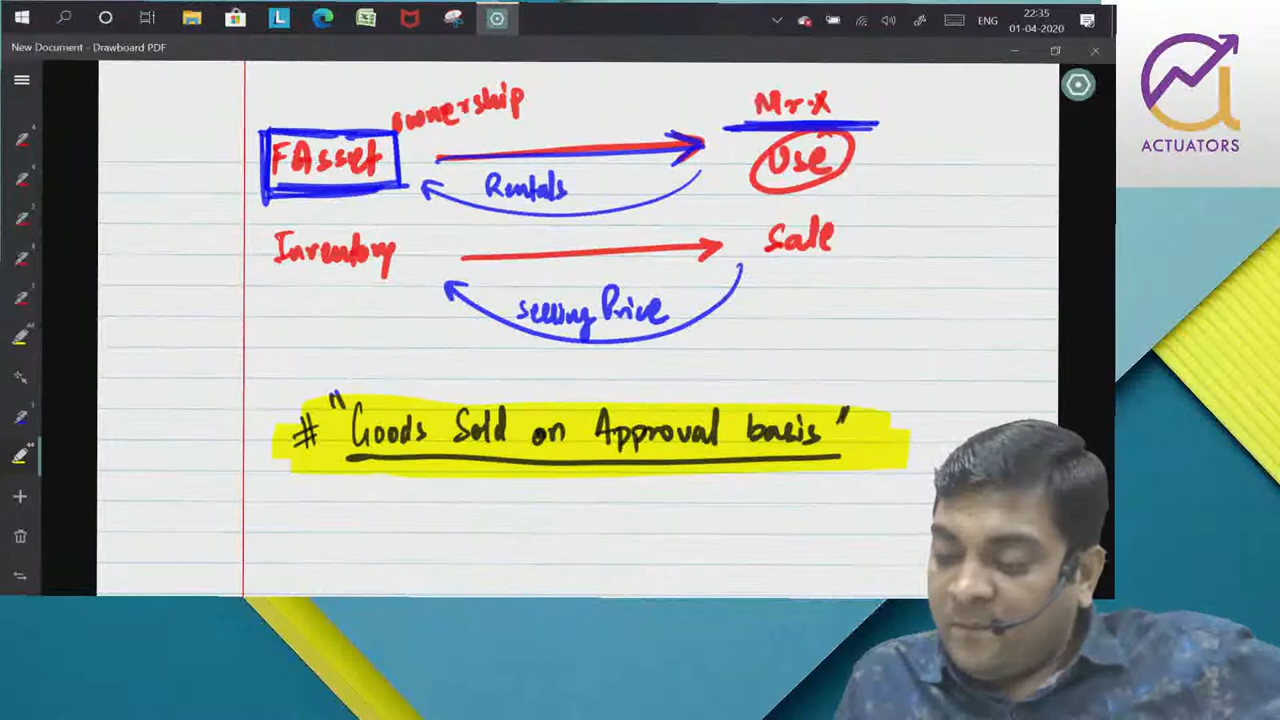 ENG
22:35
01-04-2020
New Document - Drawboard PDF
ownership
Mr. X
FAsset
Use
Rentals
Inventory
Sale
Selling Price
# "Goods Sold on Approval basis"
ACTUATORS